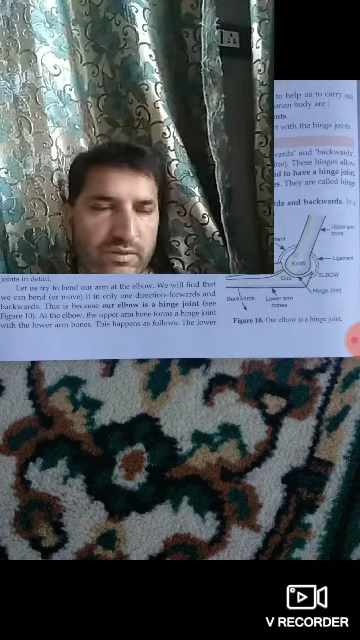 to help us to carry out
man body are :
nts
t with the hinge joints
wards' and 'backwards'
These hinges allow
id to have a hinge joint.
es. They are called hinge
rds and backwards.
Upper arm
bones
Ligament
Knob
ELBOW
Cup
Hinge Joint
Backwards
Lower arm
bones
Figure 10. Our elbow is a hinge joint.
joints in detail.
Let us try to bend our arm at the elbow. We will find that
we can bend (or move) it in only one direction–forwards and
backwards. This is because our elbow is a hinge joint (see
Figure 10). At the elbow, the upper arm bone forms a hinge joint
with the lower arm bones. This happens as follows. The lower
V RECORDER